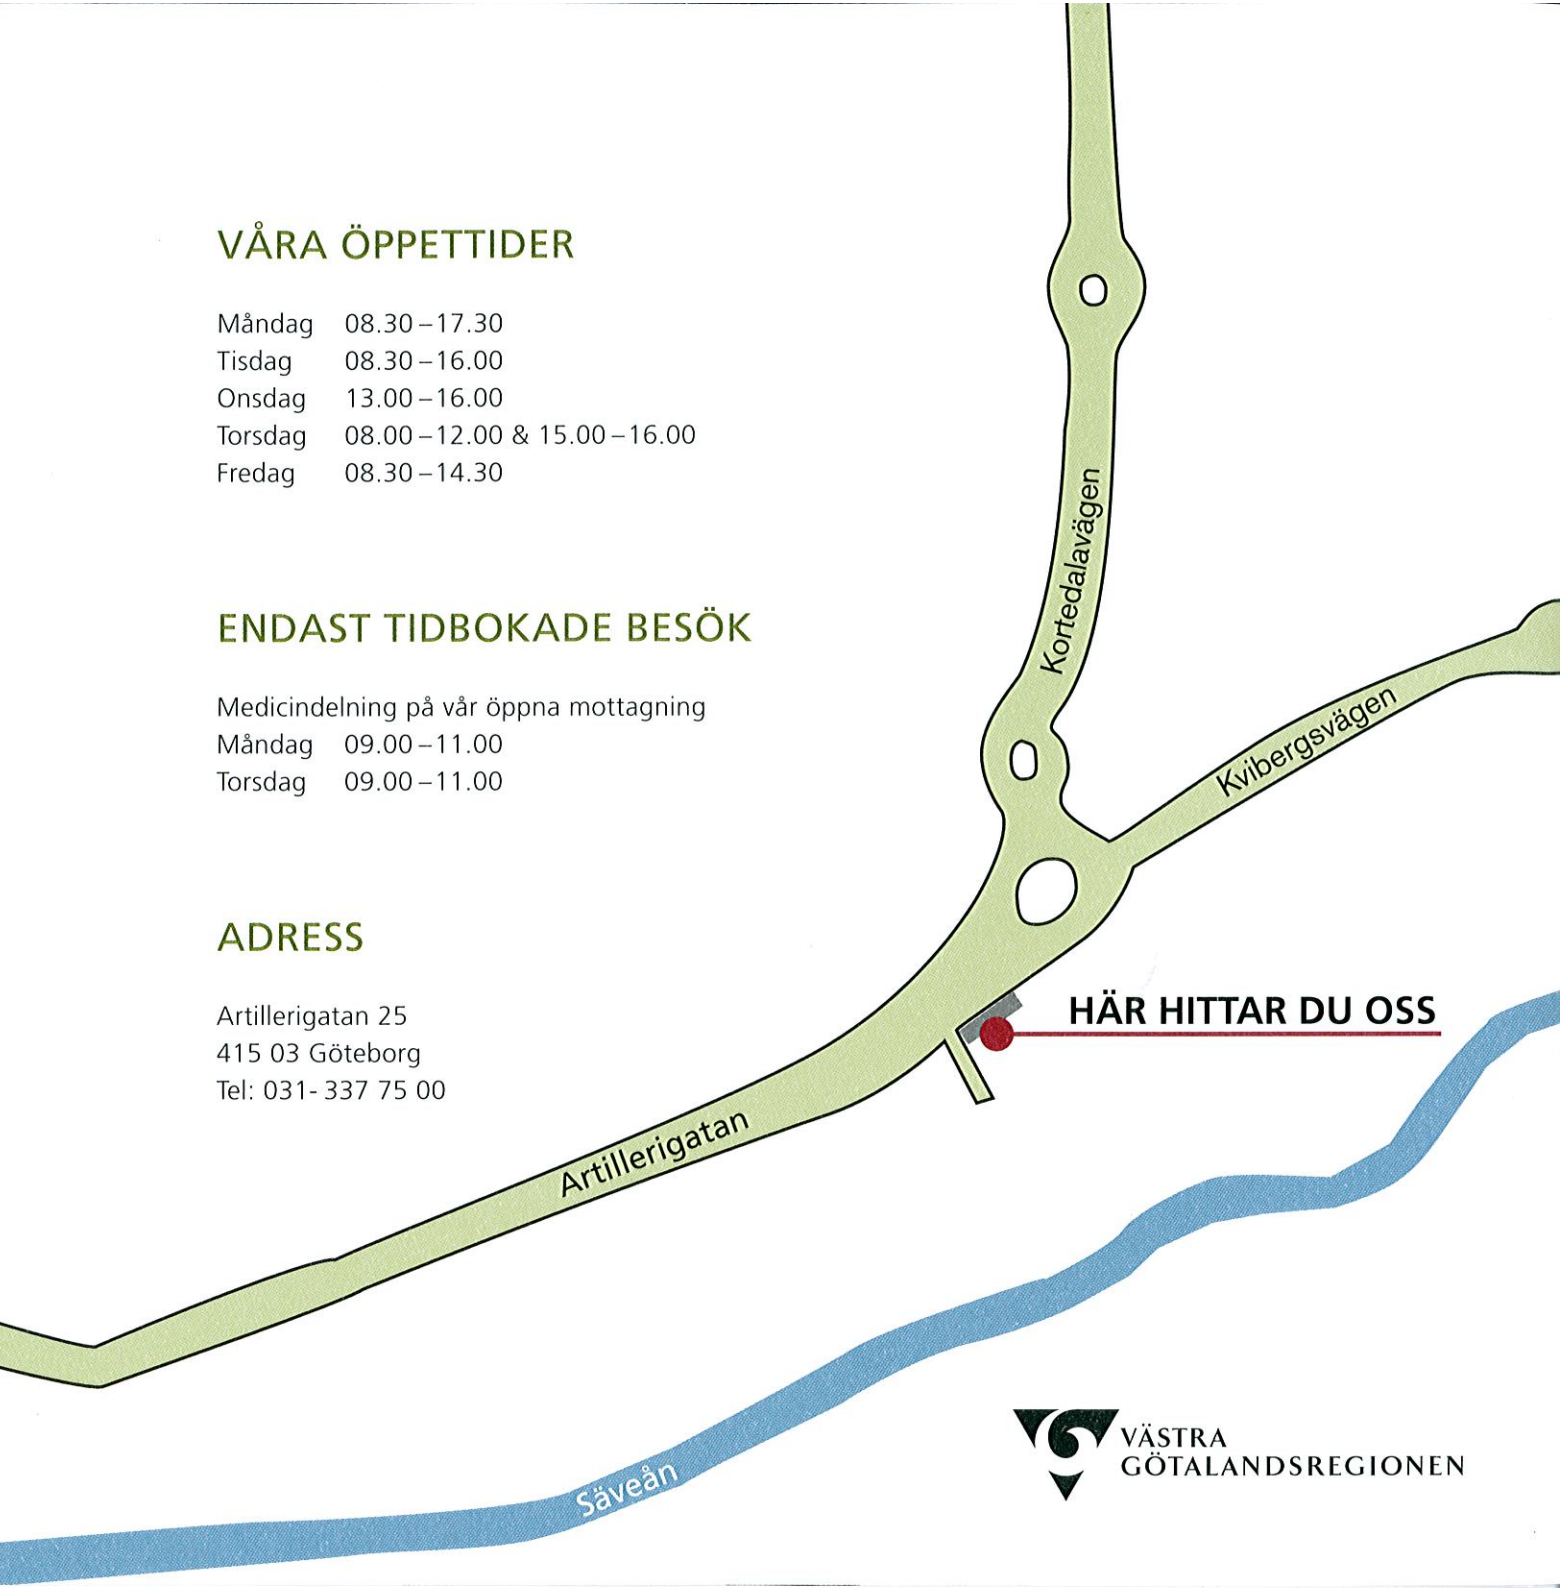 VÅRA ÖPPETTIDER
Måndag 08.30–17.30
Tisdag 08.30–16.00
Onsdag 13.00–16.00
Torsdag 08.00–12.00 & 15.00–16.00
Fredag 08.30–14.30
ENDAST TIDBOKADE BESÖK
Medicindelning på vår öppna mottagning
Måndag 09.00–11.00
Torsdag 09.00–11.00
ADRESS
Artillerigatan 25
415 03 Göteborg
Tel: 031-337 75 00
Kortedalavägen
Kvibergsvägen
HÄR HITTAR DU OSS
Artillerigatan
Säveån
VÄSTRA
GÖTALANDSREGIONEN